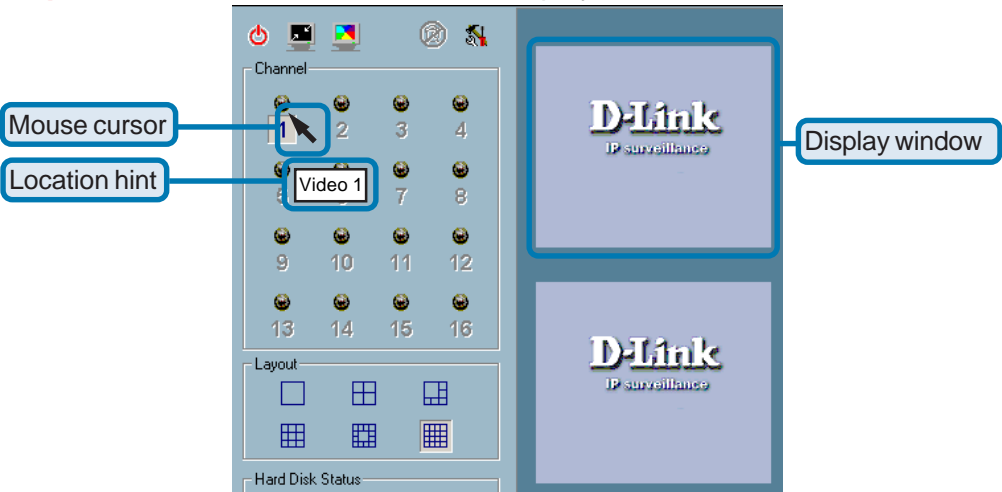 Channel
Mouse cursor
1 2 3 4
Location hint
Video 1
5 7 8
9 10 11 12
13 14 15 16
Layout
Hard Disk Status
D-Link
IP surveillance
Display window
D-Link
IP surveillance